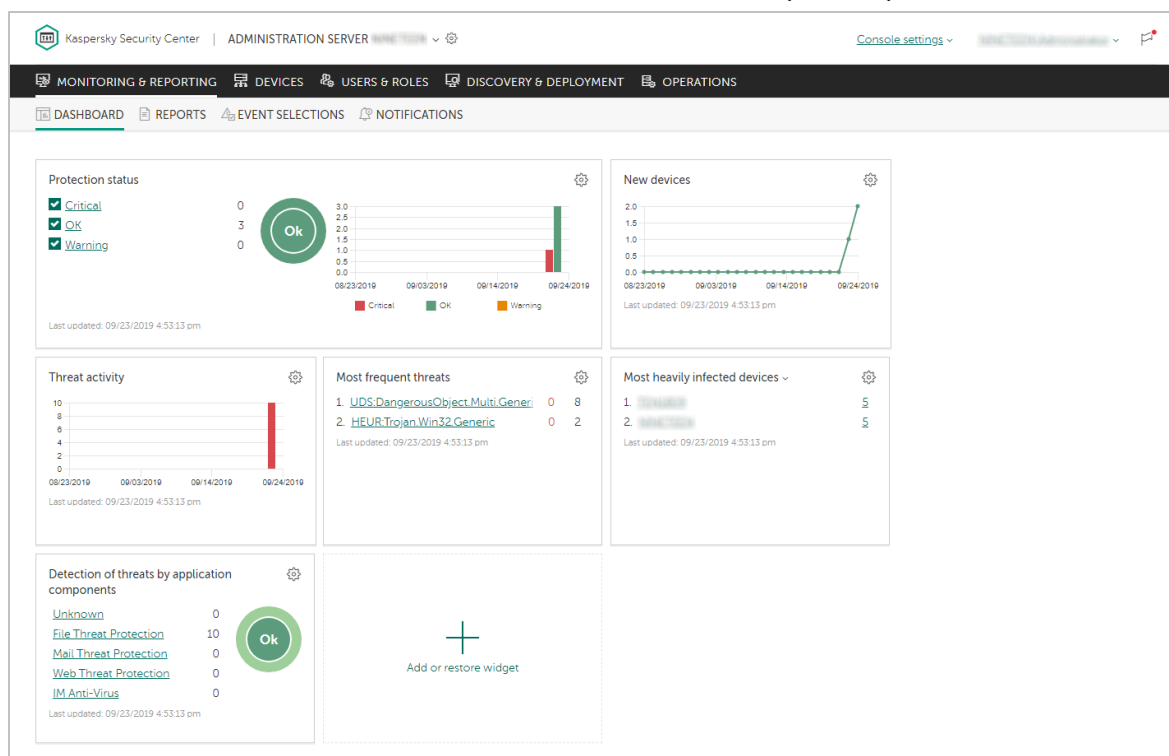 Kaspersky Security Center | ADMINISTRATION SERVER
Console settings
MONITORING & REPORTING DEVICES USERS & ROLES DISCOVERY & DEPLOYMENT OPERATIONS
DASHBOARD REPORTS EVENT SELECTIONS NOTIFICATIONS
Protection status
Critical 0
OK 3
Warning 0
Ok
3.0
2.5
2.0
1.5
1.0
0.5
0.0
08/23/2019 09/03/2019 09/14/2019 09/24/2019
Critical OK Warning
Last updated: 09/23/2019 4:53:13 pm
New devices
2.0
1.5
1.0
0.5
0.0
08/23/2019 09/03/2019 09/14/2019 09/24/2019
Last updated: 09/23/2019 4:53:13 pm
Threat activity
10
8
6
4
2
0
08/23/2019 09/03/2019 09/14/2019 09/24/2019
Last updated: 09/23/2019 4:53:13 pm
Most frequent threats
1. UDS:DangerousObject.Multi.Gener 0 8
2. HEUR:Trojan.Win32.Generic 0 2
Last updated: 09/23/2019 4:53:13 pm
Most heavily infected devices
1. 5
2. 5
Last updated: 09/23/2019 4:53:13 pm
Detection of threats by application
components
Unknown 0
File Threat Protection 10
Mail Threat Protection 0
Web Threat Protection 0
IM Anti-Virus 0
Ok
Last updated: 09/23/2019 4:53:13 pm
Add or restore widget